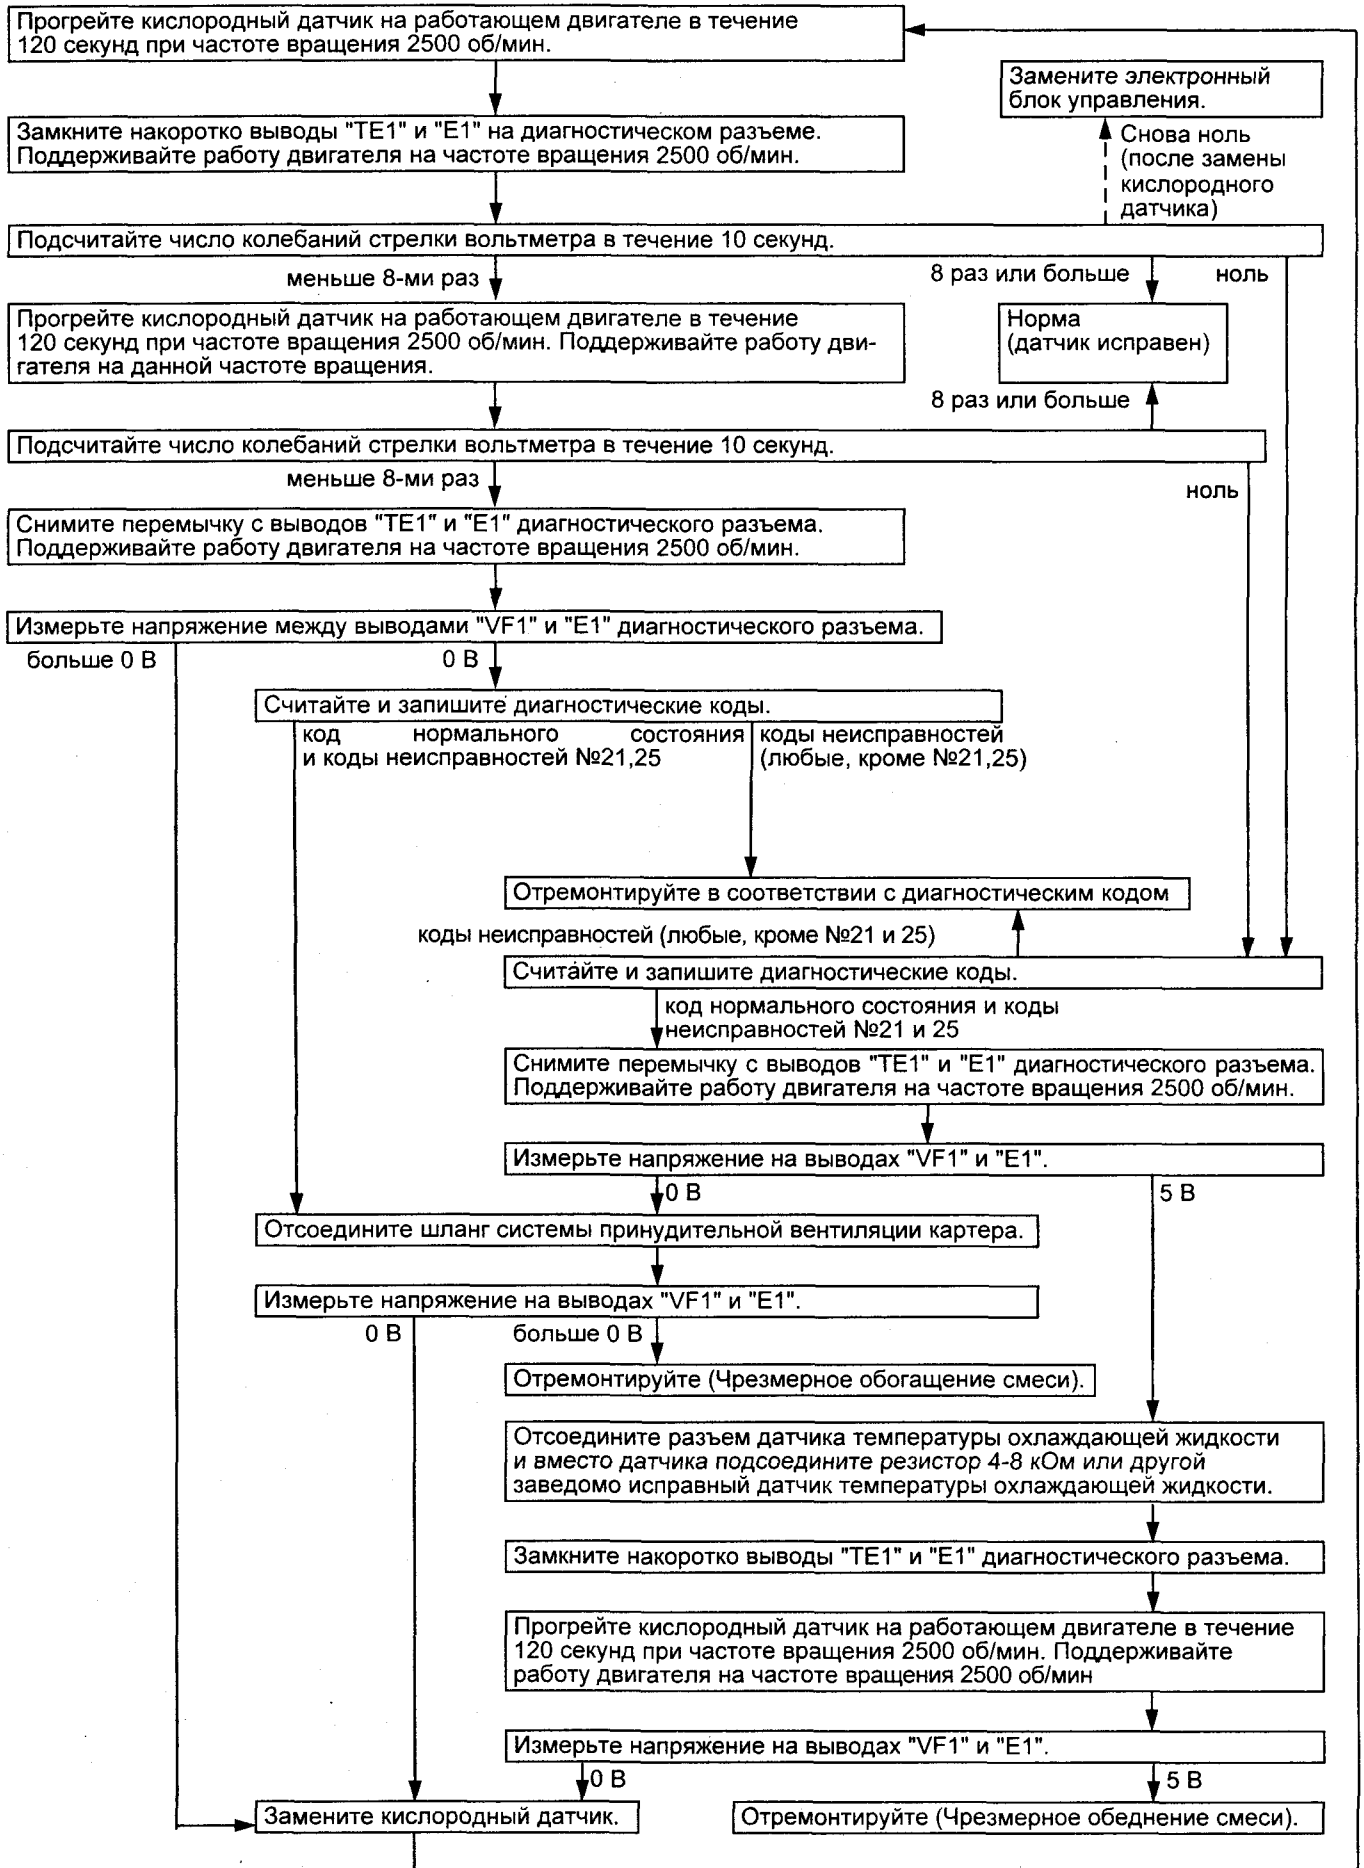 Прогрейте кислородный датчик на работающем двигателе в течение
120 секунд при частоте вращения 2500 об/мин.
Замените электронный
блок управления.
Замкните накоротко выводы "TE1" и "E1" на диагностическом разъеме.
Поддерживайте работу двигателя на частоте вращения 2500 об/мин.
Снова ноль
(после замены
кислородного
датчика)
Подсчитайте число колебаний стрелки вольтметра в течение 10 секунд.
меньше 8-ми раз
8 раз или больше
ноль
Прогрейте кислородный датчик на работающем двигателе в течение
120 секунд при частоте вращения 2500 об/мин. Поддерживайте работу дви-
гателя на данной частоте вращения.
Норма
(датчик исправен)
8 раз или больше
Подсчитайте число колебаний стрелки вольтметра в течение 10 секунд.
меньше 8-ми раз
ноль
Снимите перемычку с выводов "TE1" и "E1" диагностического разъема.
Поддерживайте работу двигателя на частоте вращения 2500 об/мин.
Измерьте напряжение между выводами "VF1" и "E1" диагностического разъема.
больше 0 В
0 В
Считайте и запишите диагностические коды.
код нормального состояния
и коды неисправностей №21,25
коды неисправностей
(любые, кроме №21,25)
Отремонтируйте в соответствии с диагностическим кодом
коды неисправностей (любые, кроме №21 и 25)
Считайте и запишите диагностические коды.
код нормального состояния и коды
неисправностей №21 и 25
Снимите перемычку с выводов "TE1" и "E1" диагностического разъема.
Поддерживайте работу двигателя на частоте вращения 2500 об/мин.
Измерьте напряжение на выводах "VF1" и "E1".
0 В
5 В
Отсоедините шланг системы принудительной вентиляции картера.
Измерьте напряжение на выводах "VF1" и "E1".
0 В
больше 0 В
Отремонтируйте (Чрезмерное обогащение смеси).
Отсоедините разъем датчика температуры охлаждающей жидкости
и вместо датчика подсоедините резистор 4-8 кОм или другой
заведомо исправный датчик температуры охлаждающей жидкости.
Замкните накоротко выводы "TE1" и "E1" диагностического разъема.
Прогрейте кислородный датчик на работающем двигателе в течение
120 секунд при частоте вращения 2500 об/мин. Поддерживайте
работу двигателя на частоте вращения 2500 об/мин
Измерьте напряжение на выводах "VF1" и "E1".
0 В
5 В
Замените кислородный датчик.
Отремонтируйте (Чрезмерное обеднение смеси).